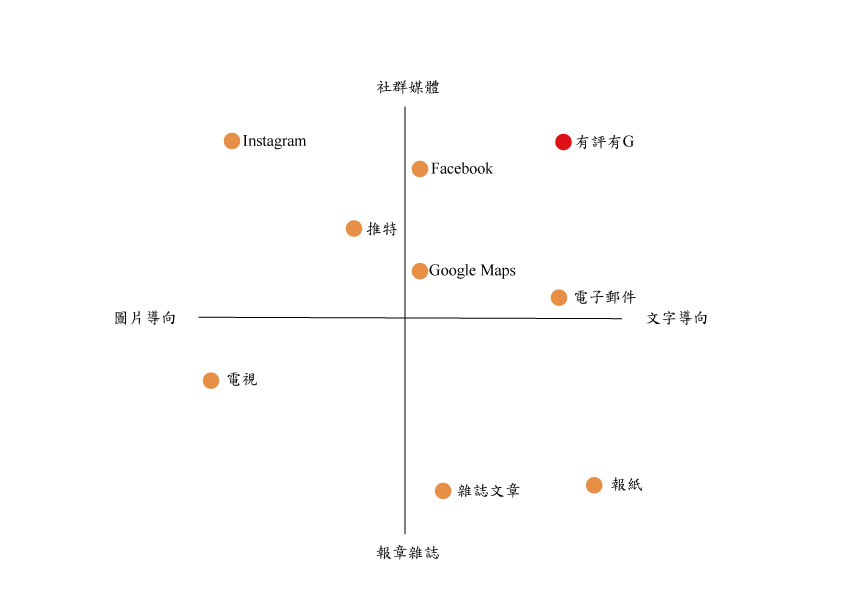 社群媒體
Instagram
有評有G
Facebook
推特
Google Maps
電子郵件
圖片導向
文字導向
電視
雜誌文章
報紙
報章雜誌